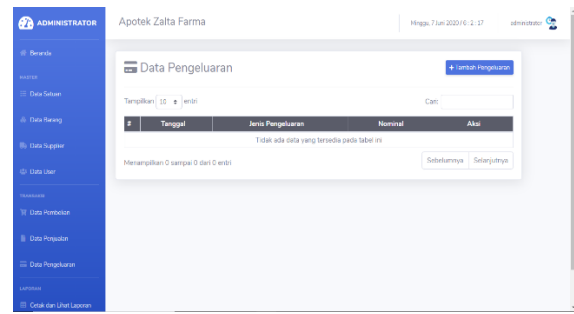 ADMINISTRATOR
Apotek Zalta Farma
Minggu, 7 Juni 2020 / 6 : 2 : 17
administrator
Beranda
MASTER
Data Satuan
Data Barang
Data Supplier
Data User
TRANSAKSI
Data Pembelian
Data Penjualan
Data Pengeluaran
LAPORAN
Cetak dan Lihat Laporan
Data Pengeluaran
+ Tambah Pengeluaran
Tampilkan 10 entri
Cari:
# Tanggal Jenis Pengeluaran Nominal Aksi
Tidak ada data yang tersedia pada tabel ini
Menampilkan 0 sampai 0 dari 0 entri
Sebelumnya Selanjutnya